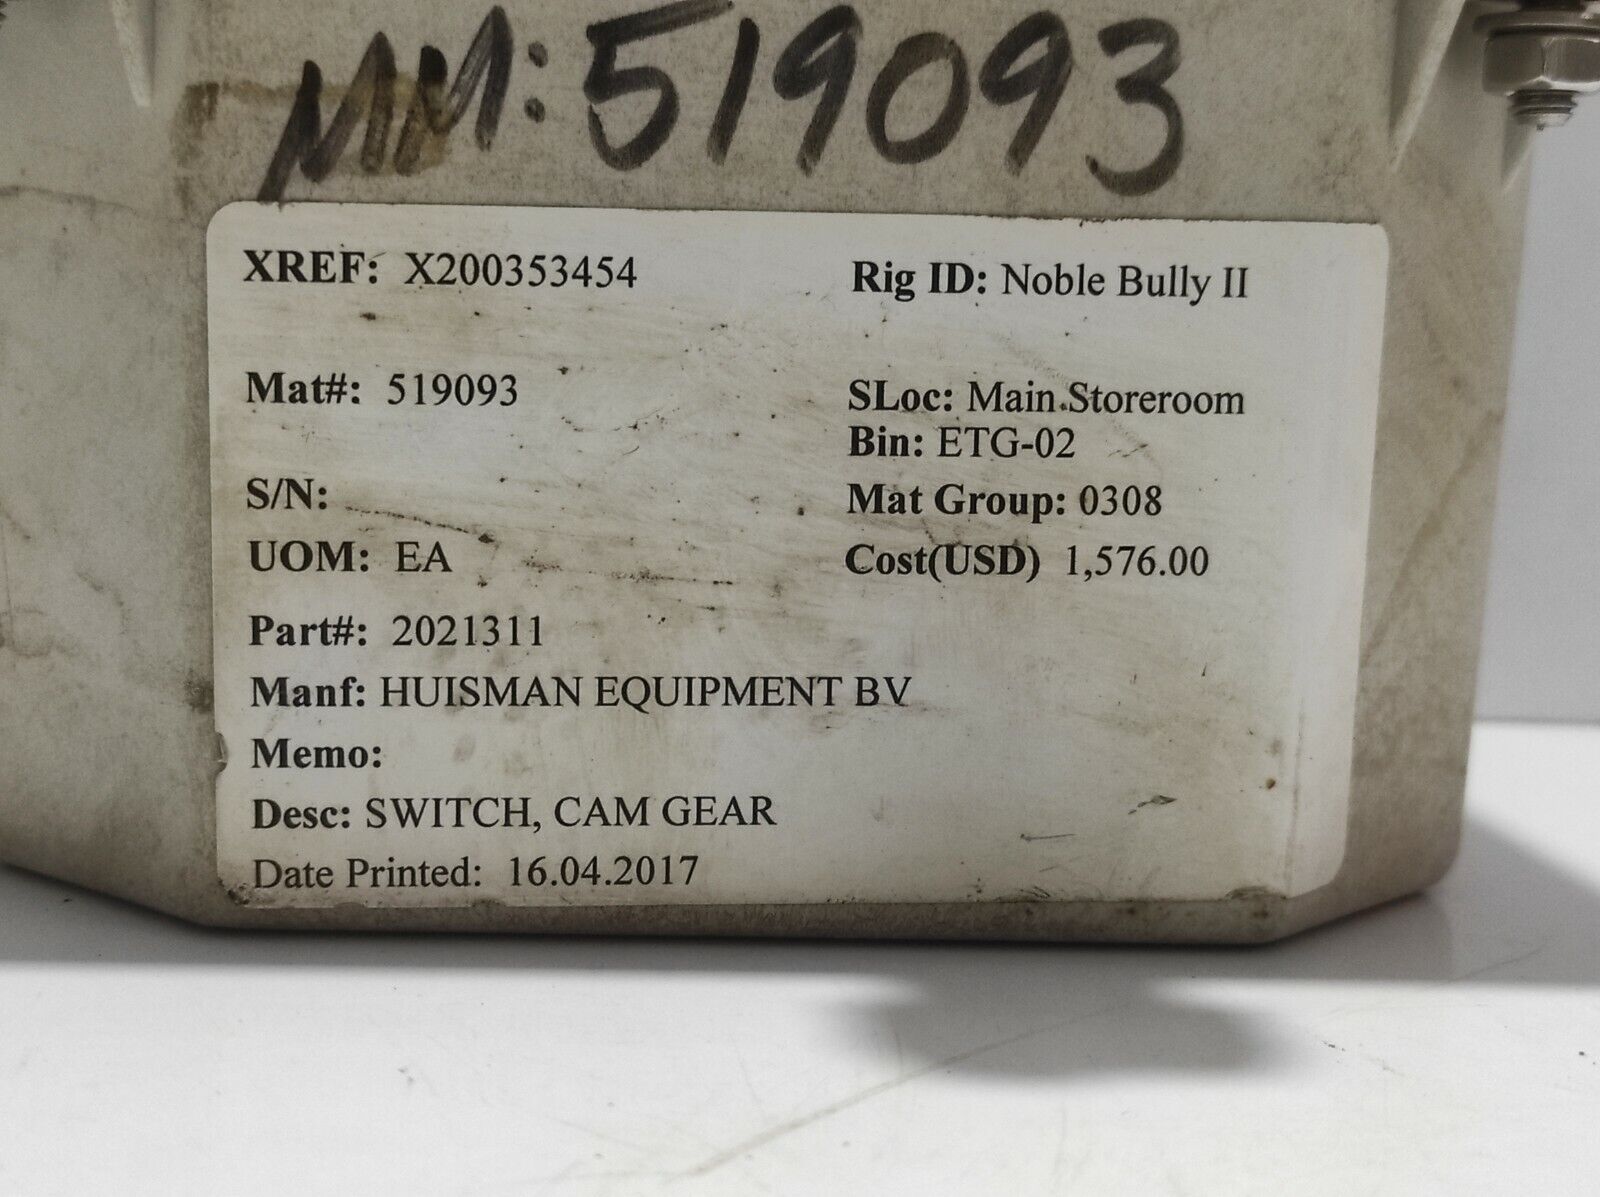 MM: 519093
XREF: X200353454 Rig ID: Noble Bully II
Mat#: 519093 SLoc: Main Storeroom
Bin: ETG-02
S/N: Mat Group: 0308
UOM: EA Cost(USD) 1,576.00
Part#: 2021311
Manf: HUISMAN EQUIPMENT BV
Memo:
Desc: SWITCH, CAM GEAR
Date Printed: 16.04.2017